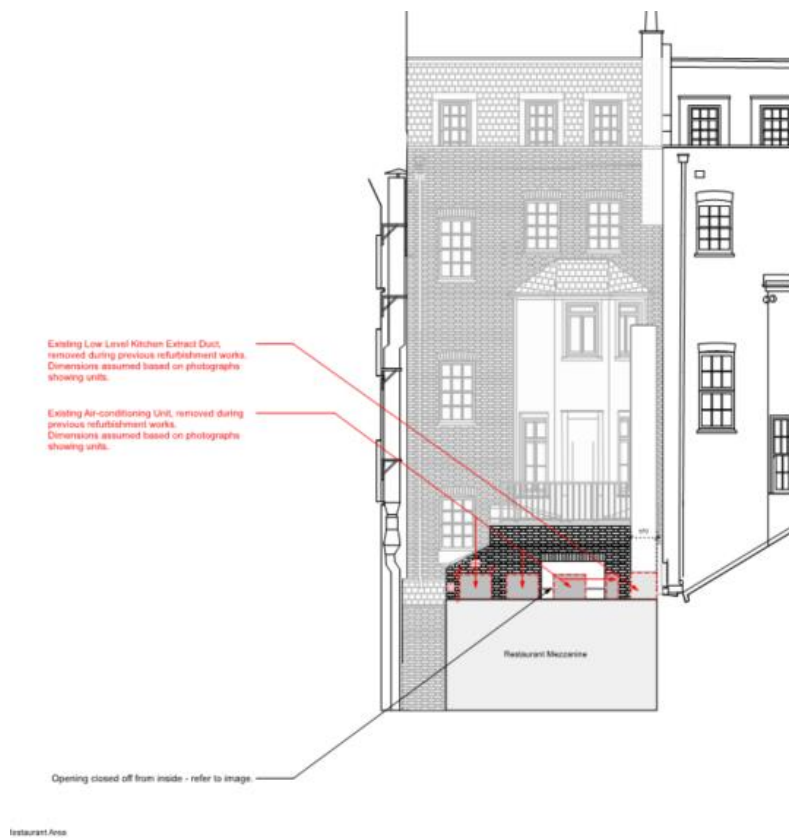 Existing Low Level Kitchen Extract Duct,
removed during previous refurbishment works.
Dimensions assumed based on photographs
showing units.
Existing Air-conditioning Unit, removed during
previous refurbishment works.
Dimensions assumed based on photographs
showing units.
Restaurant Mezzanine
Opening closed off from inside - refer to image.
Restaurant Area